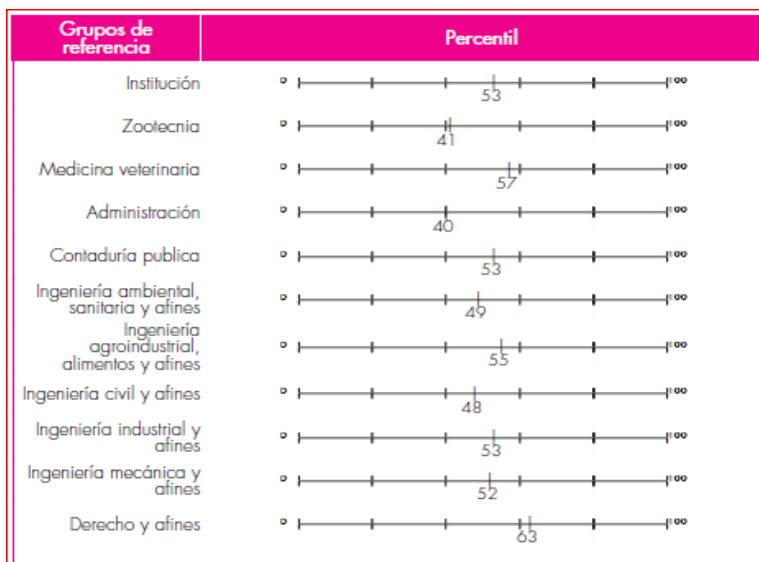 Grupos de
referencia
Percentil
Institución
0 100
53
Zootecnia
0 100
41
Medicina veterinaria
0 100
57
Administración
0 100
40
Contaduría publica
0 100
53
Ingeniería ambiental,
sanitaria y afines
0 100
49
Ingeniería
agroindustrial,
alimentos y afines
0 100
55
Ingeniería civil y afines
0 100
48
Ingeniería industrial y
afines
0 100
53
Ingeniería mecánica y
afines
0 100
52
Derecho y afines
0 100
63